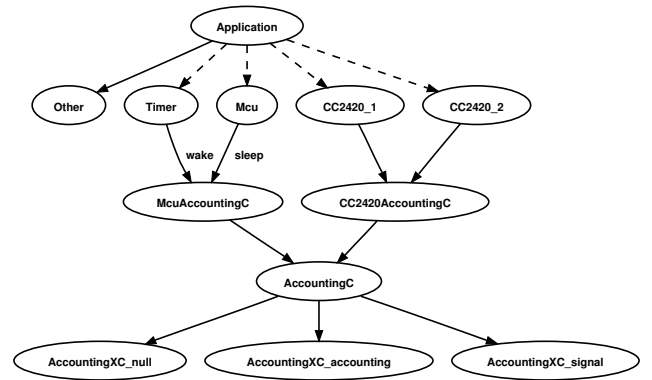 Application
Other
Timer
Mcu
CC2420_1
CC2420_2
wake
sleep
McuAccountingC
CC2420AccountingC
AccountingC
AccountingXC_null
AccountingXC_accounting
AccountingXC_signal